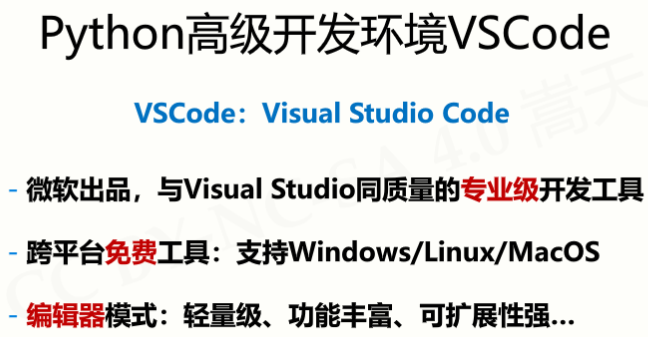 Python高级开发环境VSCode
VSCode：Visual Studio Code
- 微软出品，与Visual Studio同质量的专业级开发工具
- 跨平台免费工具：支持Windows/Linux/MacOS
- 编辑器模式：轻量级、功能丰富、可扩展性强...
CC BY-NC-SA 4.0 嵩天